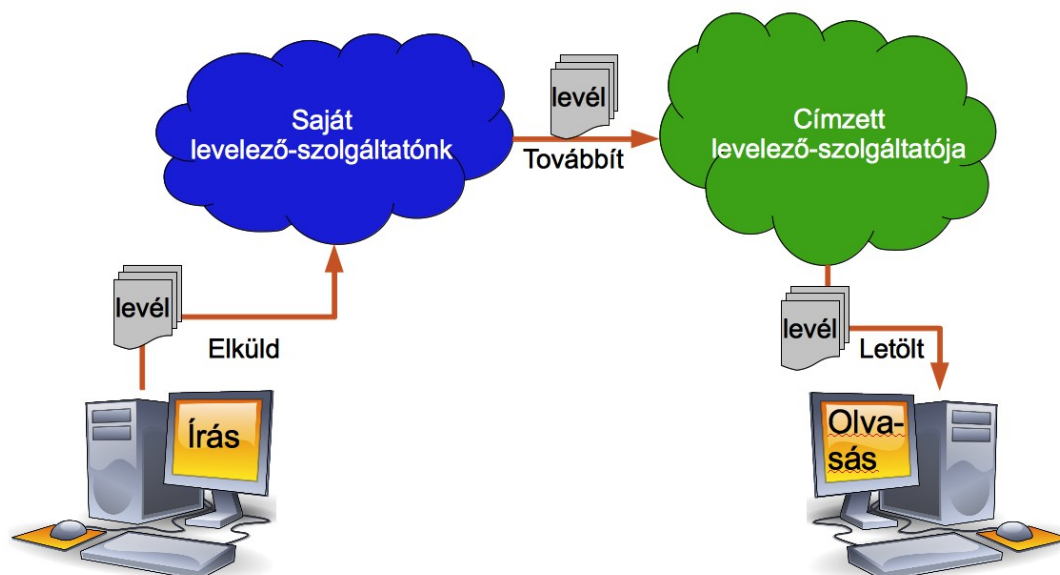 levél
Saját
levelező-szolgáltatónk
Továbbít
Címzett
levelező-szolgáltatója
levél
Elküld
levél
Letölt
Írás
Olva-
sás